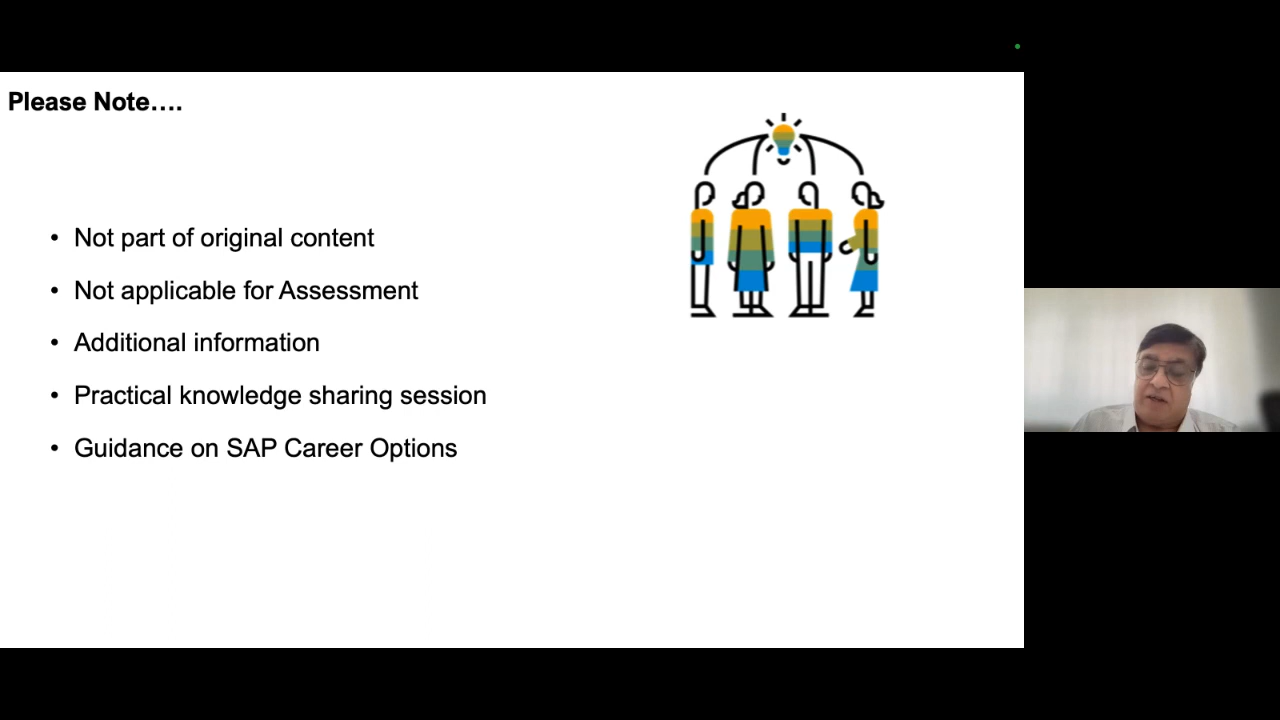 Please Note....
• Not part of original content
• Not applicable for Assessment
• Additional information
• Practical knowledge sharing session
• Guidance on SAP Career Options